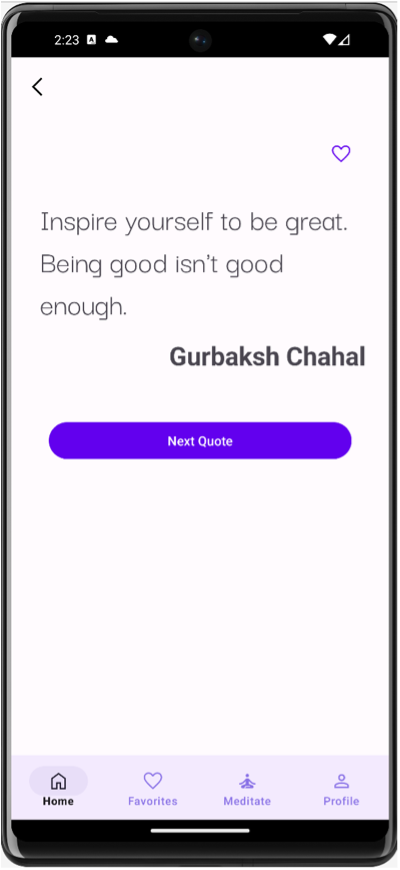 2:23 A
Inspire yourself to be great.
Being good isn't good
enough.
Gurbaksh Chahal
Next Quote
Home Favorites Meditate Profile